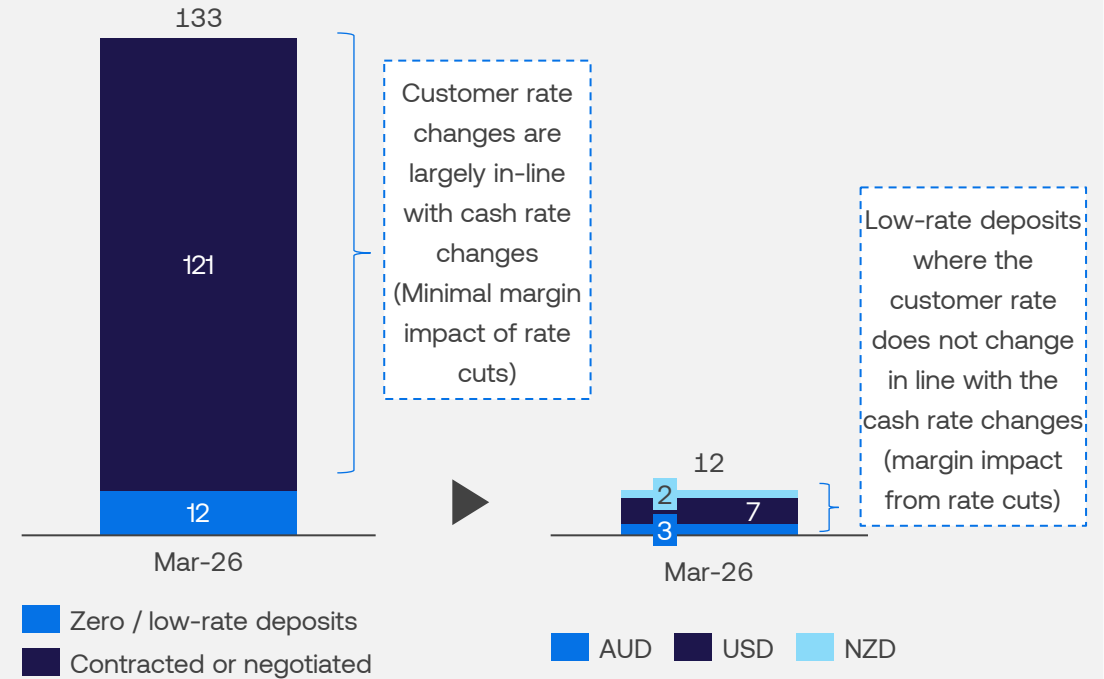 133
121
12
Mar-26
Customer rate
changes are
largely in-line
with cash rate
changes
(Minimal margin
impact of rate
cuts)
Zero / low-rate deposits
Contracted or negotiated
12
2
7
3
Mar-26
Low-rate deposits
where the
customer rate
does not change
in line with the
cash rate changes
(margin impact
from rate cuts)
AUD
USD
NZD